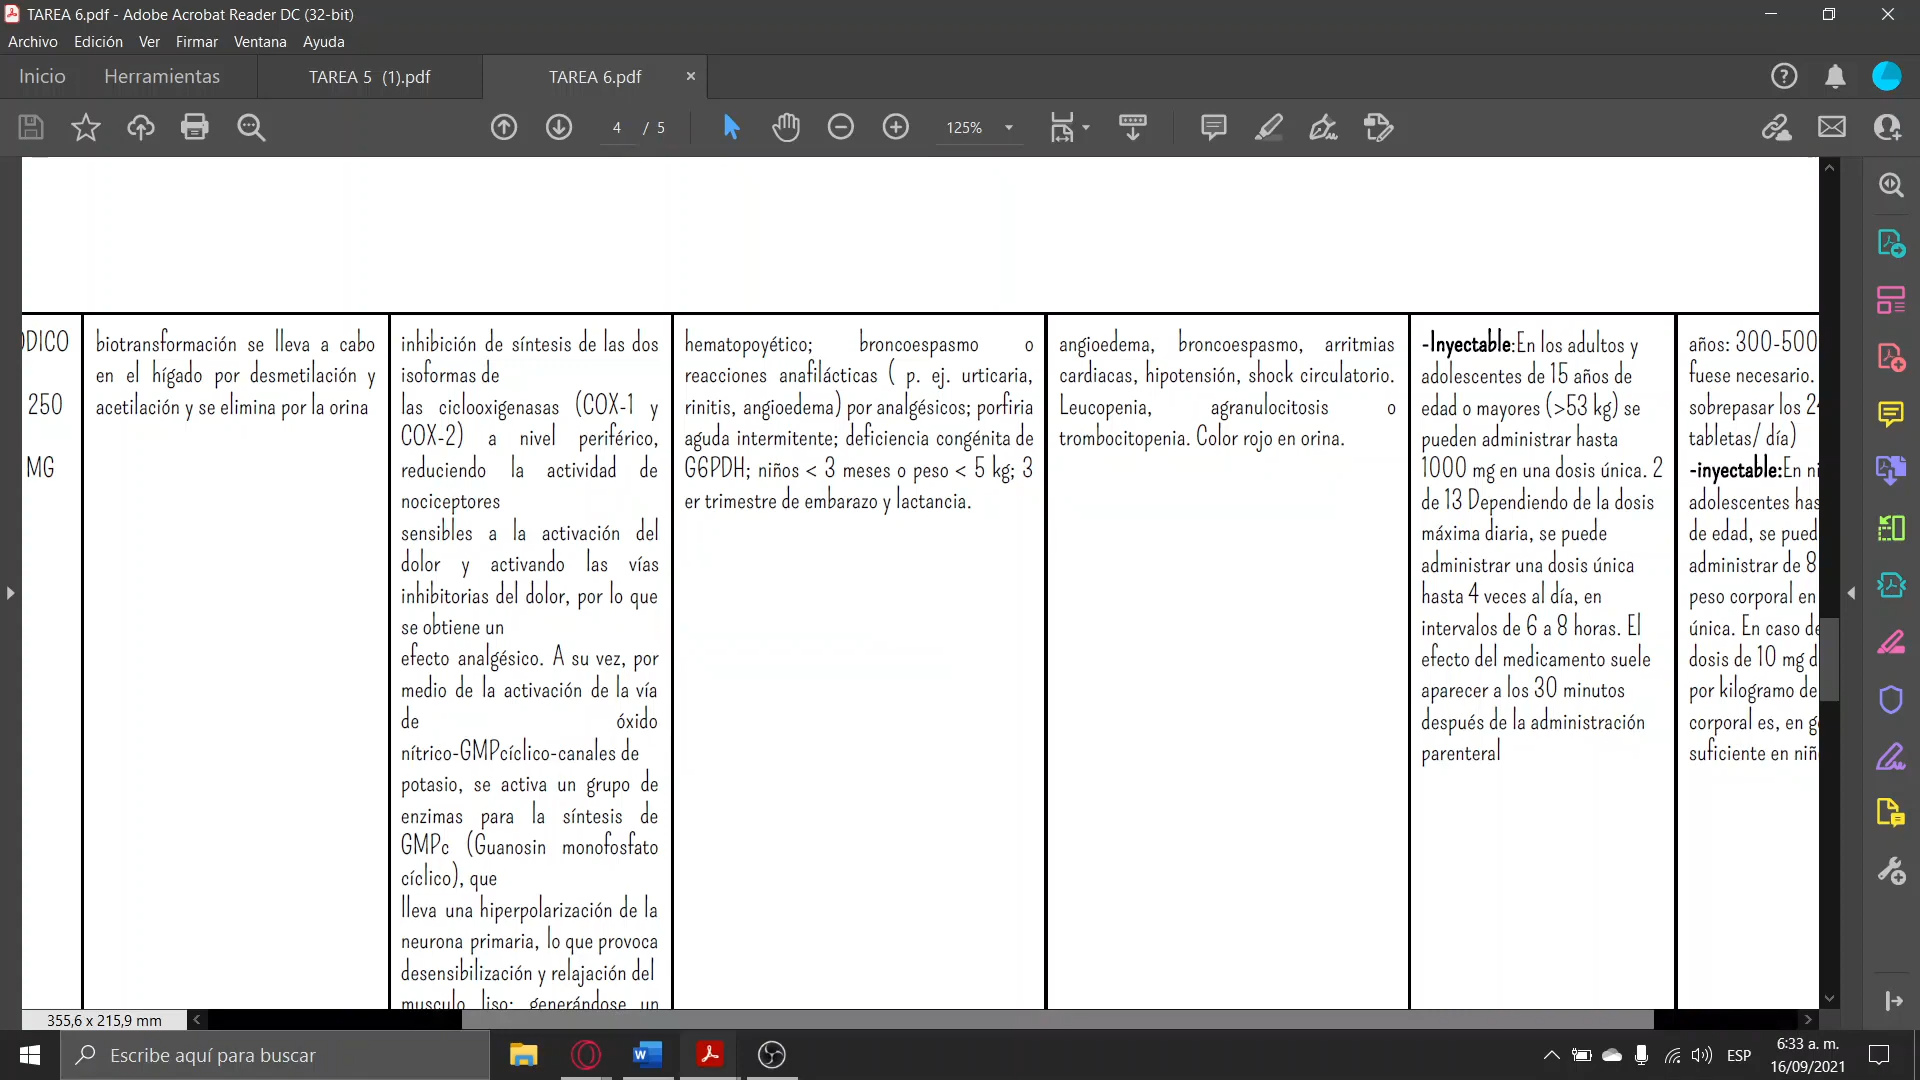 TAREA 6.pdf - Adobe Acrobat Reader DC (32-bit)
Archivo Edición Ver Firmar Ventana Ayuda
Inicio Herramientas TAREA 5 (1).pdf TAREA 6.pdf
4 / 5 125%
DICO
250
MG
biotransformación se lleva a cabo
en el hígado por desmetilación y
acetilación y se elimina por la orina
inhibición de síntesis de las dos
isoformas de
las ciclooxigenasas (COX-1 y
COX-2) a nivel periférico,
reduciendo la actividad de
nociceptores
sensibles a la activación del
dolor y activando las vías
inhibitorias del dolor, por lo que
se obtiene un
efecto analgésico. A su vez, por
medio de la activación de la vía
de óxido
nítrico-GMPcíclico-canales de
potasio, se activa un grupo de
enzimas para la síntesis de
GMPc (Guanosin monofosfato
cíclico), que
lleva una hiperpolarización de la
neurona primaria, lo que provoca
desensibilización y relajación del
musculo liso; generándose un
hematopoyético; broncoespasmo o
reacciones anafilácticas ( p. ej. urticaria,
rinitis, angioedema) por analgésicos; porfiria
aguda intermitente; deficiencia congénita de
G6PDH; niños < 3 meses o peso < 5 kg; 3
er trimestre de embarazo y lactancia.
angioedema, broncoespasmo, arritmias
cardiacas, hipotensión, shock circulatorio.
Leucopenia, agranulocitosis o
trombocitopenia. Color rojo en orina.
-Inyectable:En los adultos y
adolescentes de 15 años de
edad o mayores (>53 kg) se
pueden administrar hasta
1000 mg en una dosis única. 2
de 13 Dependiendo de la dosis
máxima diaria, se puede
administrar una dosis única
hasta 4 veces al día, en
intervalos de 6 a 8 horas. El
efecto del medicamento suele
aparecer a los 30 minutos
después de la administración
parenteral
años: 300-500
fuese necesario.
sobrepasar los 2
tabletas/ día)
-inyectable:En ni
adolescentes has
de edad, se pued
administrar de 8
peso corporal en
única. En caso de
dosis de 10 mg d
por kilogramo de
corporal es, en g
suficiente en niñ
355,6 x 215,9 mm
Escribe aquí para buscar
ESP
6:33 a. m.
16/09/2021